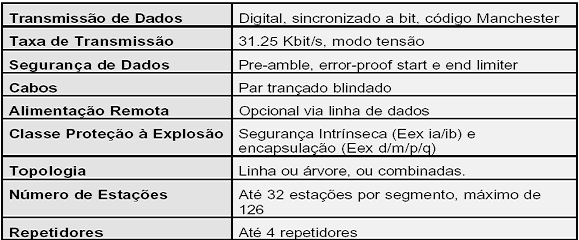 Transmissão de Dados Digital, sincronizado a bit, código Manchester
Taxa de Transmissão 31.25 Kbit/s, modo tensão
Segurança de Dados Pre-amble, error-proof start e end limiter
Cabos Par trançado blindado
Alimentação Remota Opcional via linha de dados
Classe Proteção à Explosão Segurança Intrínseca (Eex ia/ib) e
encapsulação (Eex d/m/p/q)
Topologia Linha ou árvore, ou combinadas.
Número de Estações Até 32 estações por segmento, máximo de
126
Repetidores Até 4 repetidores